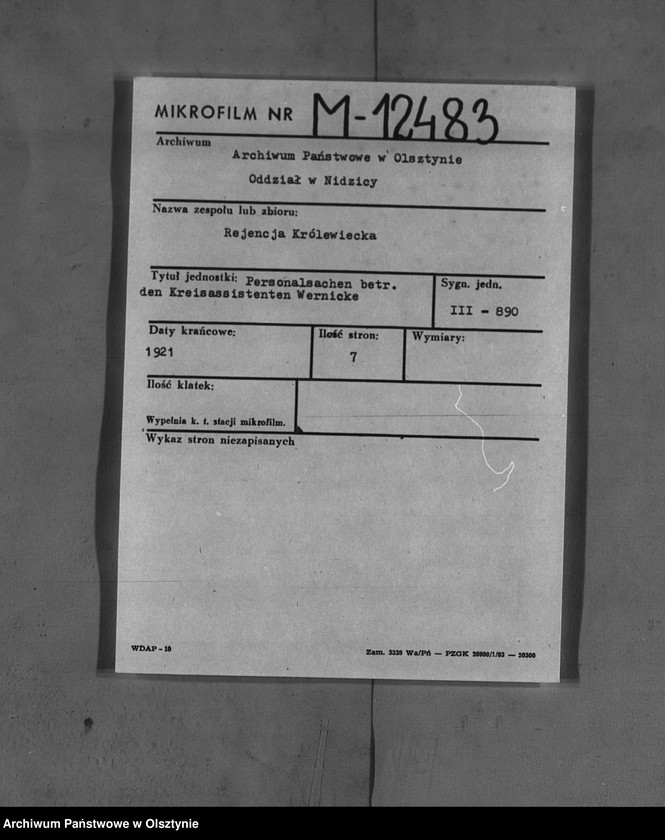 MIKROFILM NR M-12483
Archiwum
Archiwum Państwowe w Olsztynie
Oddział w Nidzicy
Nazwa zespołu lub zbioru:
Rejencja Królewiecka
Tytuł jednostki: Personalsachen betr.
den Kreisassistenten Wernicke
Sygn. jedn.
III - 890
Daty krańcowe:
1921
Ilość stron:
7
Wymiary:
Ilość klatek:
Wypełnia k. t. stacji mikrofilm.
Wykaz stron niezapisanych
WDAP - 10
Zam. 3339 Wa/Pń — PZGK 20000/I/83 — 20300
Archiwum Państwowe w Olsztynie